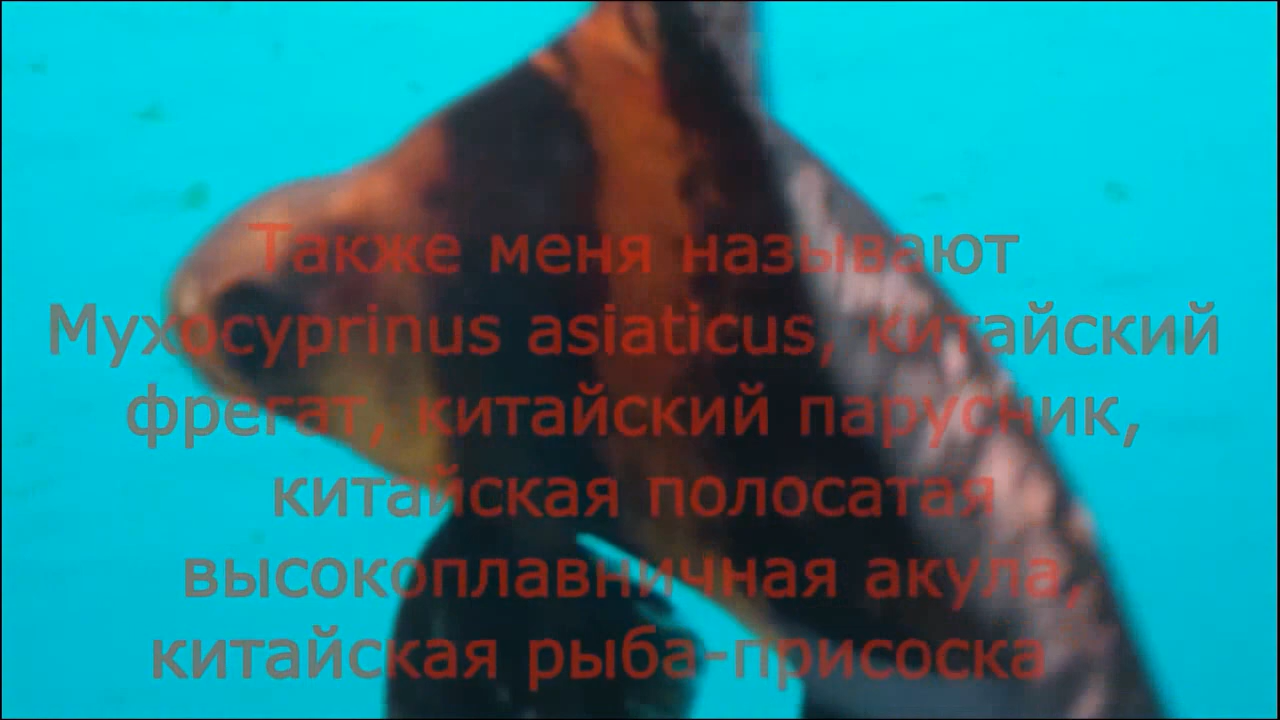 Также меня называют
Myxocyprinus asiaticus, китайский
фрегат, китайский парусник,
китайская полосатая
высокоплавничная акула,
китайская рыба-присоска